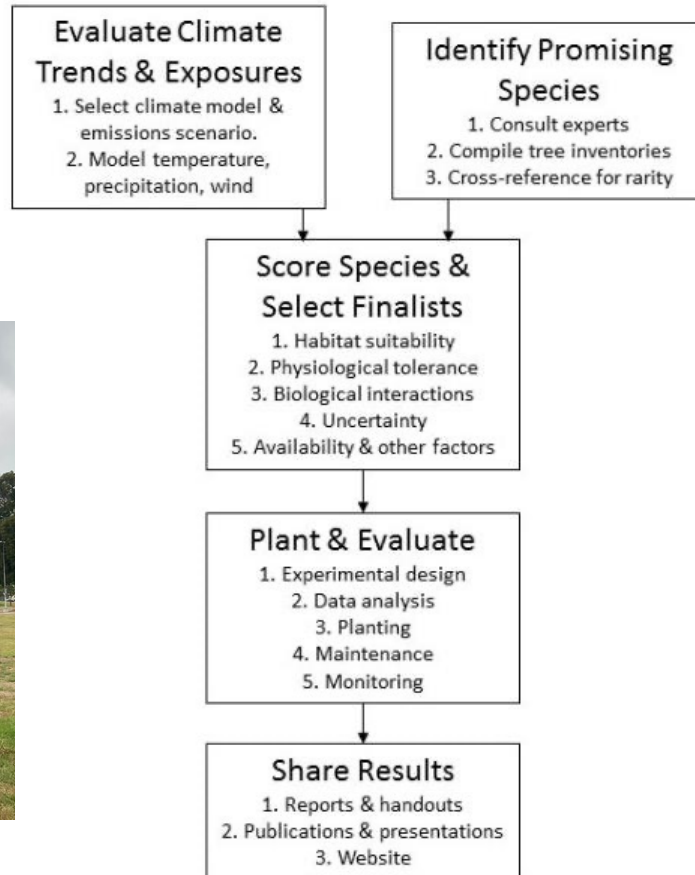 Evaluate Climate
Trends & Exposures
1. Select climate model &
emissions scenario.
2. Model temperature,
precipitation, wind
Identify Promising
Species
1. Consult experts
2. Compile tree inventories
3. Cross-reference for rarity
Score Species &
Select Finalists
1. Habitat suitability
2. Physiological tolerance
3. Biological interactions
4. Uncertainty
5. Availability & other factors
Plant & Evaluate
1. Experimental design
2. Data analysis
3. Planting
4. Maintenance
5. Monitoring
Share Results
1. Reports & handouts
2. Publications & presentations
3. Website